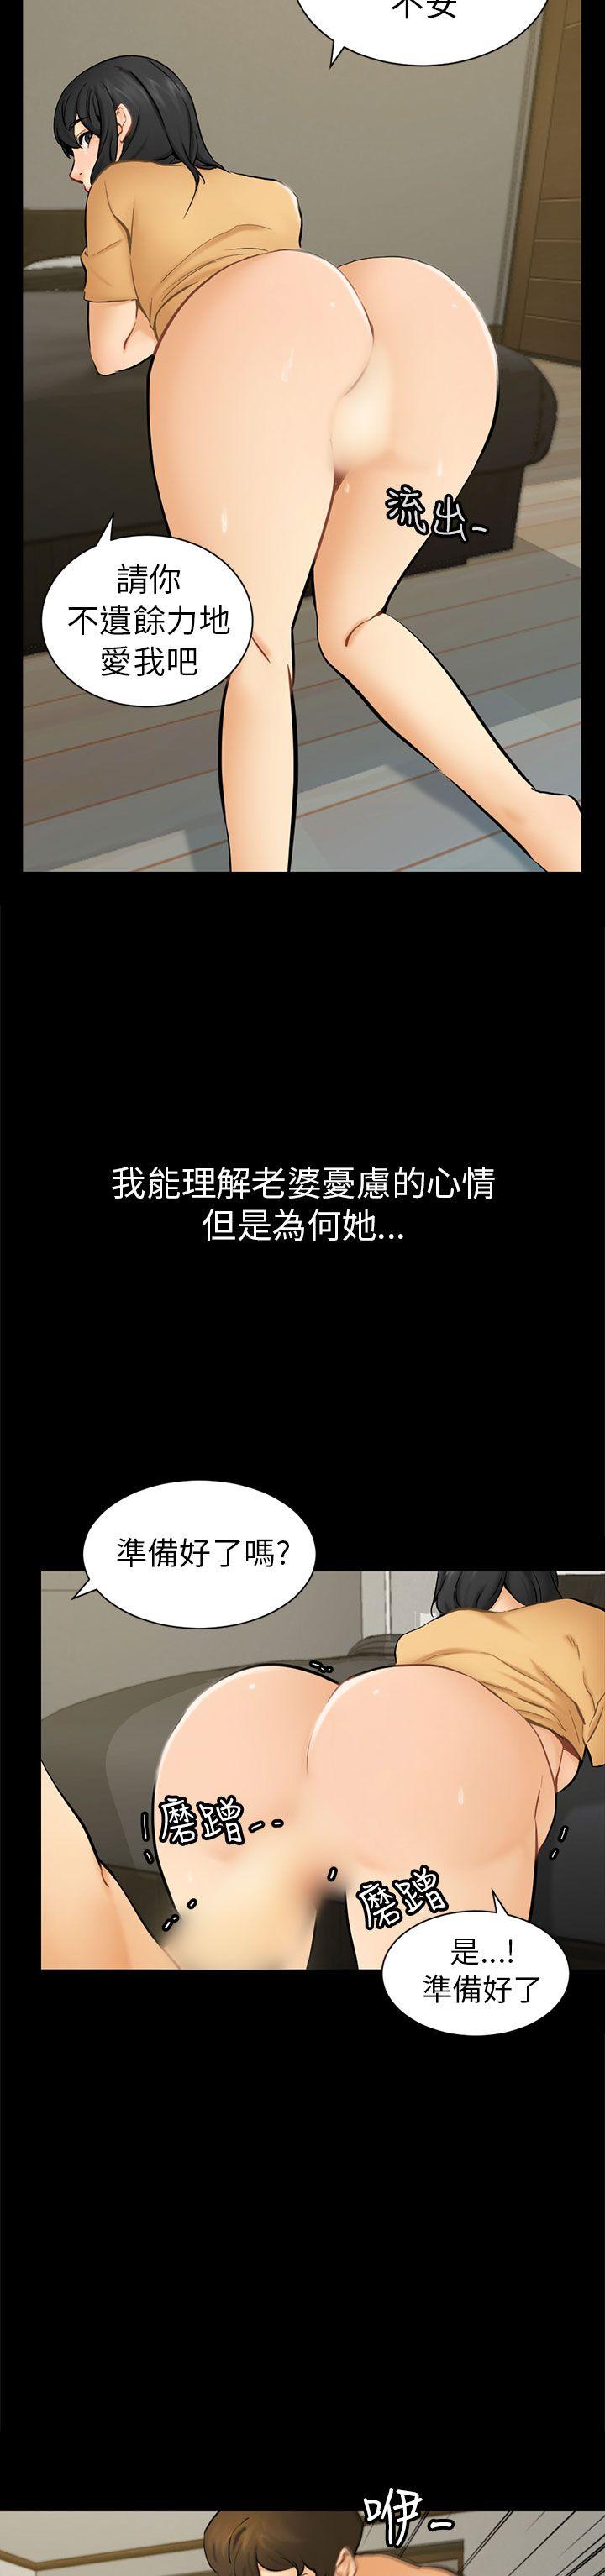 不安
流出~
請你
不遺餘力地
愛我吧
我能理解老婆憂慮的心情
但是為何她...
準備好了嗎?
磨蹭~~
磨蹭
是...!
準備好了
咿~